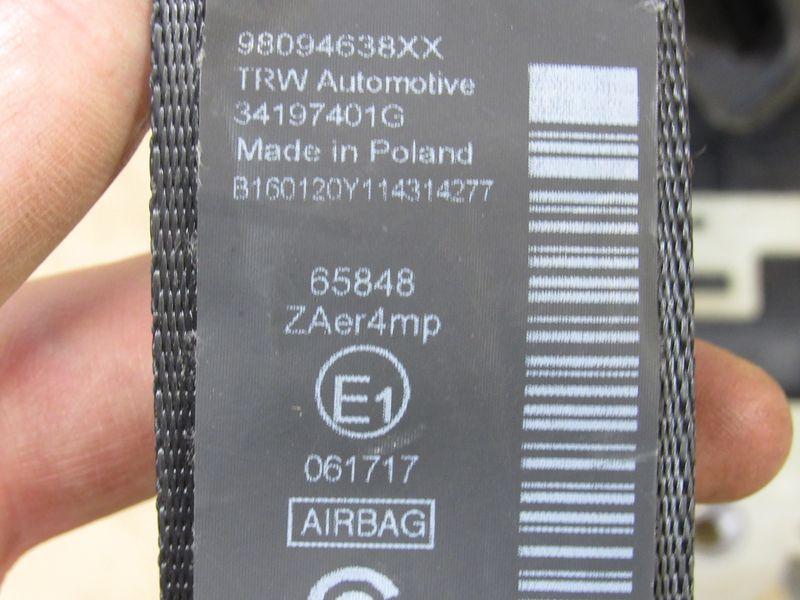 98094638XX
TRW Automotive
34197401G
Made in Poland
B160120Y114314277
65848
ZAer4mp
E1
061717
AIRBAG